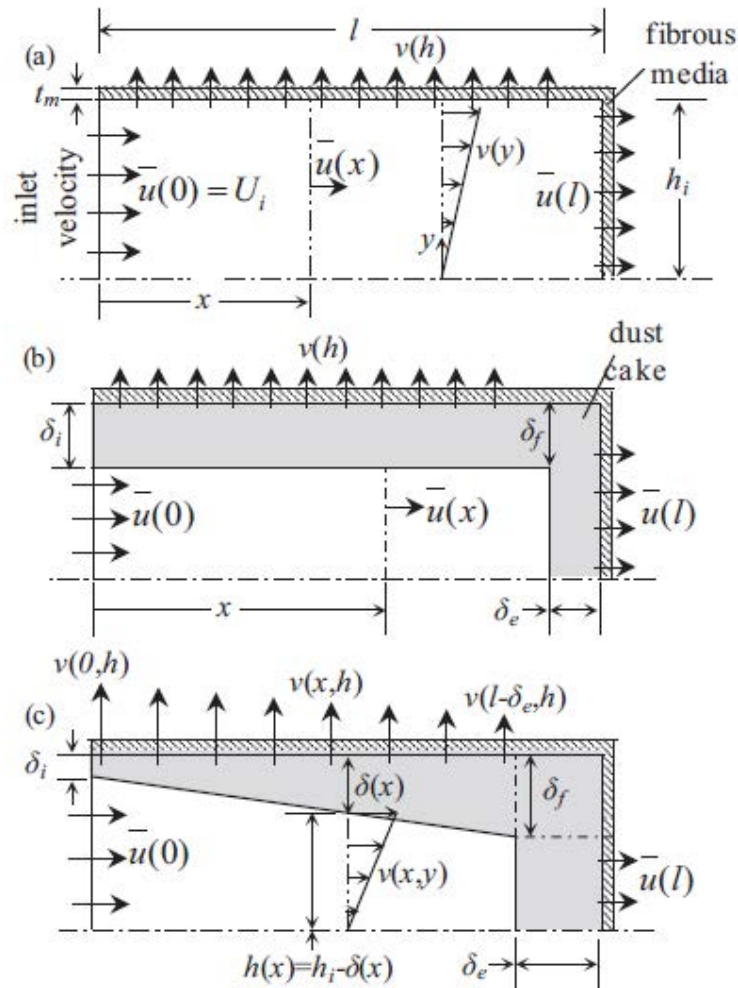 (a)
l
v(h)
fibrous
media
t_m
inlet
velocity
u̅(0) = U_i
u̅(x)
v(y)
u̅(l)
h_i
y
x
(b)
v(h)
dust
cake
δ_i
δ_f
u̅(0)
u̅(x)
u̅(l)
x
δ_e
v(0,h)
v(x,h)
v(l-δ_e,h)
(c)
δ_i
δ(x)
δ_f
u̅(0)
v(x,y)
u̅(l)
h(x)=h_i-δ(x)
δ_e